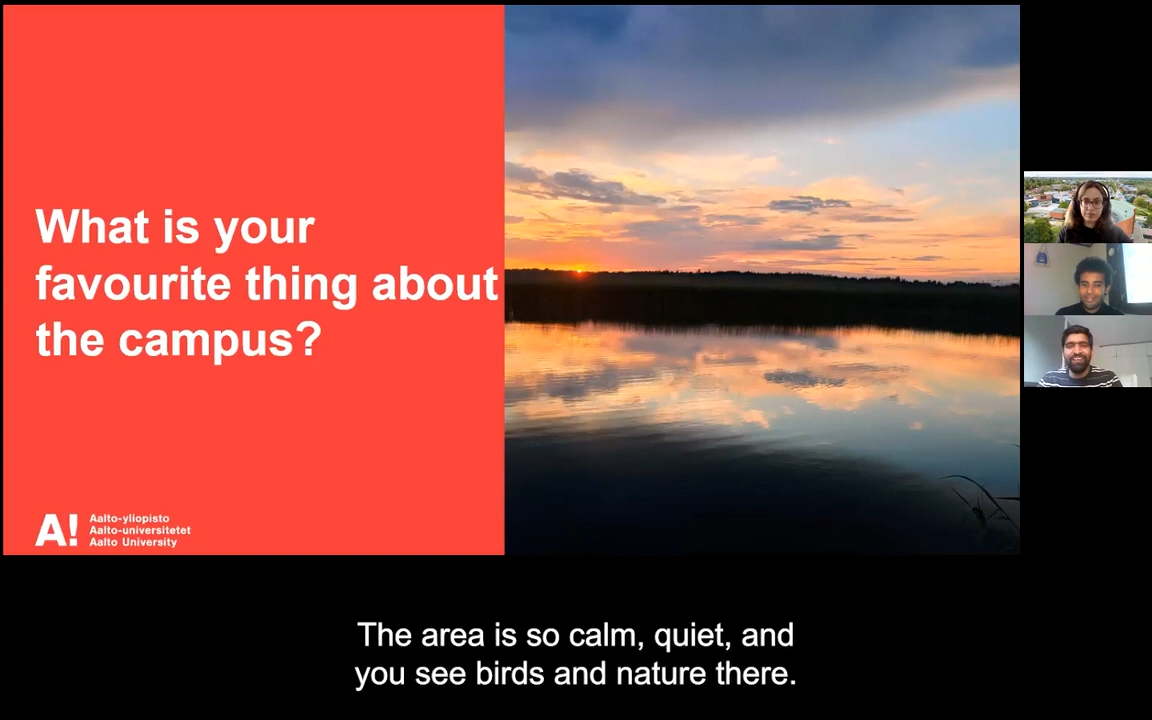 What is your
favourite thing about
the campus?
A!
Aalto-yliopisto
Aalto-universitetet
Aalto University
The area is so calm, quiet, and
you see birds and nature there.